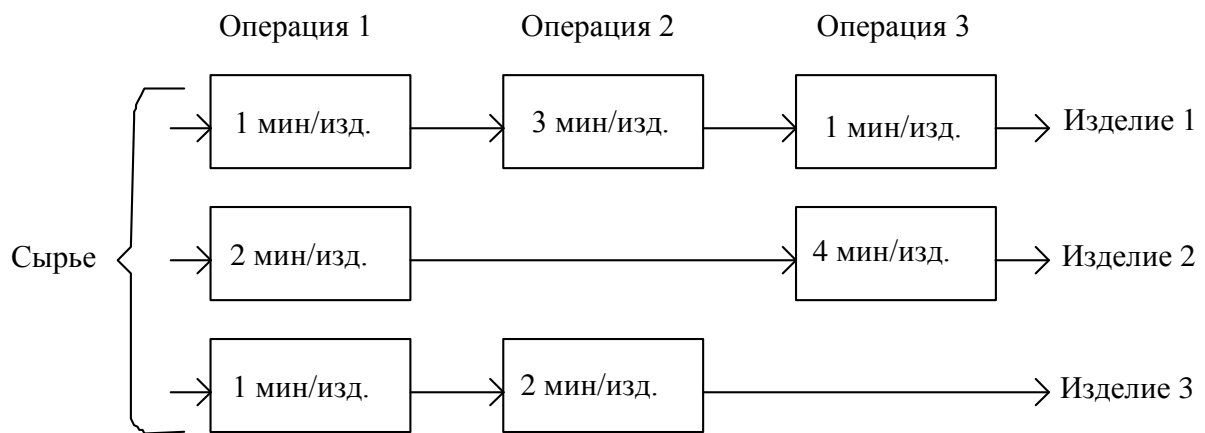 Операция 1 Операция 2 Операция 3
1 мин/изд. 3 мин/изд. 1 мин/изд. Изделие 1
Сырье 2 мин/изд. 4 мин/изд. Изделие 2
1 мин/изд. 2 мин/изд. Изделие 3